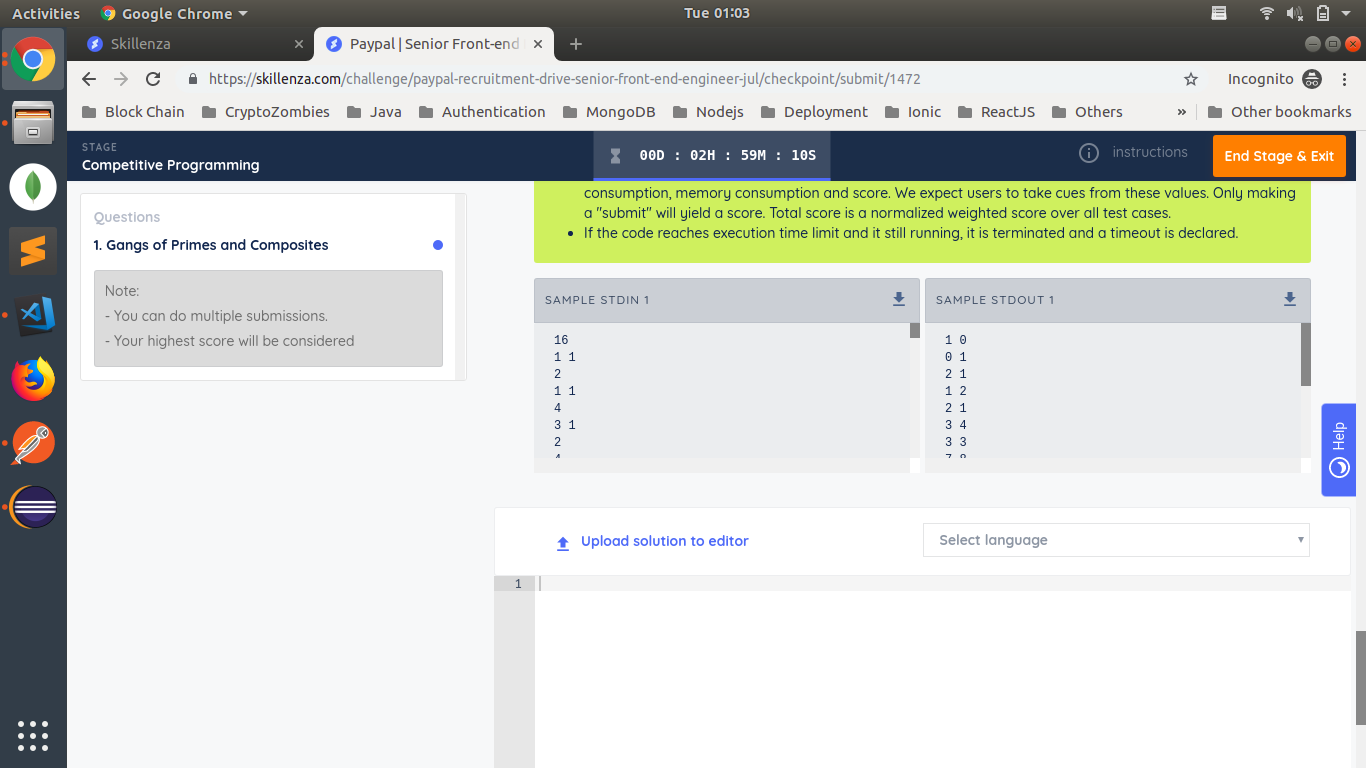 Activities
Google Chrome
Tue 01:03
Skillenza
Paypal | Senior Front-end
https://skillenza.com/challenge/paypal-recruitment-drive-senior-front-end-engineer-jul/checkpoint/submit/1472
Incognito
Block Chain
CryptoZombies
Java
Authentication
MongoDB
Nodejs
Deployment
Ionic
ReactJS
Others
»
Other bookmarks
STAGE
Competitive Programming
00D : 02H : 59M : 10S
instructions
End Stage & Exit
Questions
1. Gangs of Primes and Composites
Note:
- You can do multiple submissions.
- Your highest score will be considered
consumption, memory consumption and score. We expect users to take cues from these values. Only making
a "submit" will yield a score. Total score is a normalized weighted score over all test cases.
• If the code reaches execution time limit and it still running, it is terminated and a timeout is declared.
SAMPLE STDIN 1
16
1 1
2
1 1
4
3 1
2
SAMPLE STDOUT 1
1 0
0 1
2 1
1 2
2 1
3 4
3 3
Help
Upload solution to editor
Select language
1